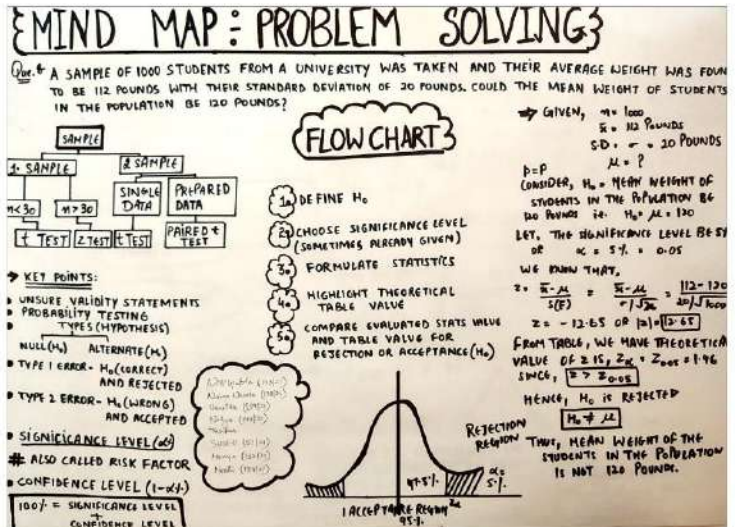 MIND MAP: PROBLEM SOLVING
Que. A SAMPLE OF 1000 STUDENTS FROM A UNIVERSITY WAS TAKEN AND THEIR AVERAGE WEIGHT WAS FOUN
TO BE 112 POUNDS WITH THEIR STANDARD DEVIATION OF 20 POUNDS. COULD THE MEAN WEIGHT OF STUDENTS
IN THE POPULATION BE 120 POUNDS?
SAMPLE
1. SAMPLE
2 SAMPLE
n<30
n>30
SINGLE DATA
PREPARED DATA
t TEST
Z TEST
t TEST
PAIRED t TEST
→ KEY POINTS:
UNSURE VALIDITY STATEMENTS
PROBABILITY TESTING
TYPES (HYPOTHESIS)
NULL(H₀) ALTERNATE(H₁)
TYPE 1 ERROR- H₀(CORRECT)
AND REJECTED
TYPE 2 ERROR- H₀(WRONG)
AND ACCEPTED
SIGNICICANCE LEVEL(α%)
# ALSO CALLED RISK FACTOR
CONFIDENCE LEVEL (1-α%)
100% = SIGNIFICANCE LEVEL
+
CONFIDENCE LEVEL
FLOW CHART
1. DEFINE H₀
2. CHOOSE SIGNIFICANCE LEVEL
(SOMETIMES ALREADY GIVEN)
3. FORMULATE STATISTICS
4. HIGHLIGHT THEORETICAL
TABLE VALUE
5. COMPARE EVALUATED STATS VALUE
AND TABLE VALUE FOR
REJECTION OR ACCEPTANCE(H₀)
REJECTION
REGION
47.5%
α=
5%
Zα
ACCEPTANCE REGION
95%
⇒ GIVEN, n = 1000
x̄ = 112 POUNDS
S.D. σ = 20 POUNDS
μ = ?
P=P
CONSIDER, H₀ = MEAN WEIGHT OF
STUDENTS IN THE POPULATION BE
120 POUNDS i.e. H₀: μ = 120
LET, THE SIGNIFICANCE LEVEL BE 5%
OR α = 5% = 0.05
WE KNOW THAT,
Z = x̄-μ/S(E) = x̄-μ/σ/√n = 112-120/20/√1000
Z = -12.65 OR |Z| = 12.65
FROM TABLE, WE HAVE THEORETICA
VALUE OF Z IS, Zα = Z0.05 = 1.96
SINCE, Z > Z0.05
HENCE, H₀ IS REJECTED
H₀ ≠ μ
THUS, MEAN WEIGHT OF THE
STUDENTS IN THE POPULATION
IS NOT 120 POUNDS.